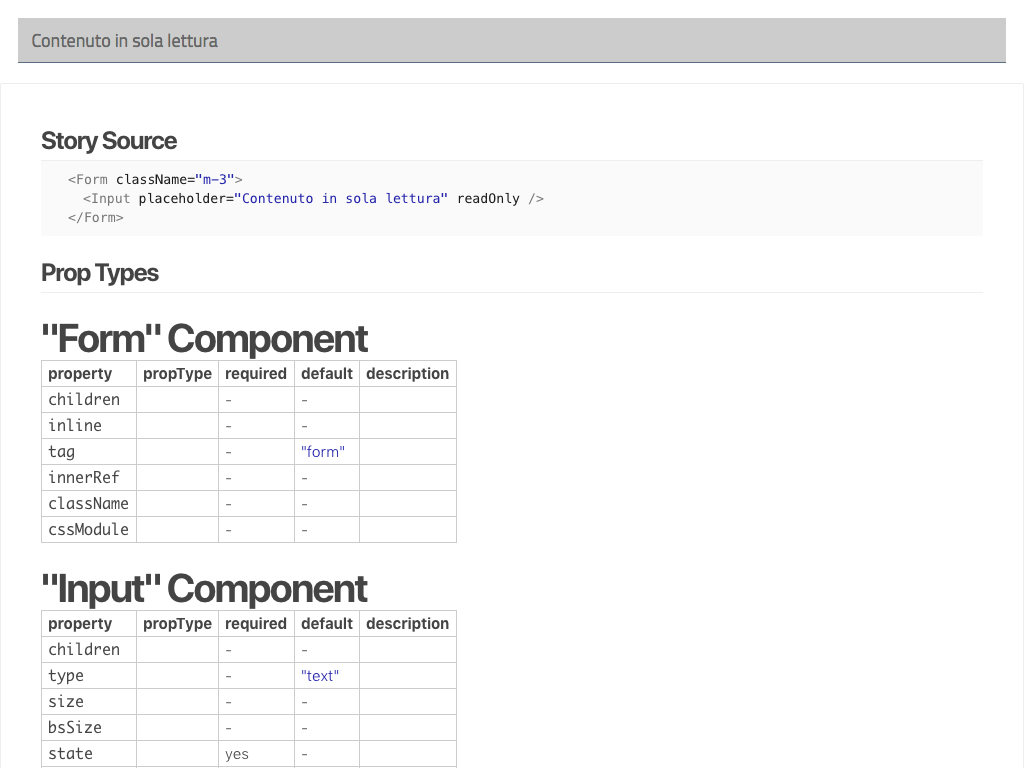 Contenuto in sola lettura
Story Source
<Form className="m-3">
<Input placeholder="Contenuto in sola lettura" readOnly />
</Form>
Prop Types
"Form" Component
property propType required default description
children - -
inline - -
tag - "form"
innerRef - -
className - -
cssModule - -
"Input" Component
property propType required default description
children - -
type - "text"
size - -
bsSize - -
state yes -